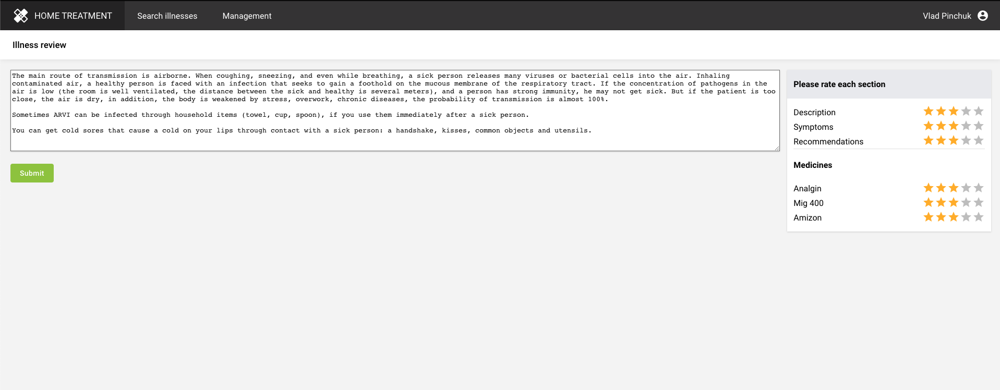 HOME TREATMENT
Search illnesses
Management
Vlad Pinchuk
Illness review
The main route of transmission is airborne. When coughing, sneezing, and even while breathing, a sick person releases many viruses or bacterial cells into the air. Inhaling
contaminated air, a healthy person is faced with an infection that seeks to gain a foothold on the mucous membrane of the respiratory tract. If the concentration of pathogens in the
air is low (the room is well ventilated, the distance between the sick and healthy is several meters), and a person has strong immunity, he may not get sick. But if the patient is too
close, the air is dry, in addition, the body is weakened by stress, overwork, chronic diseases, the probability of transmission is almost 100%.
Sometimes ARVI can be infected through household items (towel, cup, spoon), if you use them immediately after a sick person.
You can get cold sores that cause a cold on your lips through contact with a sick person: a handshake, kisses, common objects and utensils.
Submit
Please rate each section
Description
Symptoms
Recommendations
Medicines
Analgin
Mig 400
Amizon